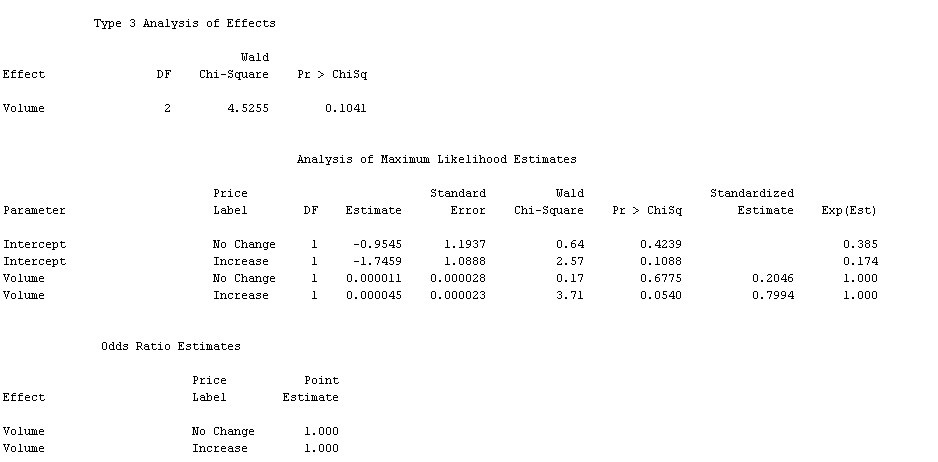 Type 3 Analysis of Effects
Wald
Effect DF Chi-Square Pr > ChiSq
Volume 2 4.5255 0.1041
Analysis of Maximum Likelihood Estimates
Price Standard Wald Standardized
Parameter Label DF Estimate Error Chi-Square Pr > ChiSq Estimate Exp(Est)
Intercept No Change 1 -0.9545 1.1937 0.64 0.4239 0.385
Intercept Increase 1 -1.7459 1.0888 2.57 0.1088 0.174
Volume No Change 1 0.000011 0.000028 0.17 0.6775 0.2046 1.000
Volume Increase 1 0.000045 0.000023 3.71 0.0540 0.7994 1.000
Odds Ratio Estimates
Price Point
Effect Label Estimate
Volume No Change 1.000
Volume Increase 1.000